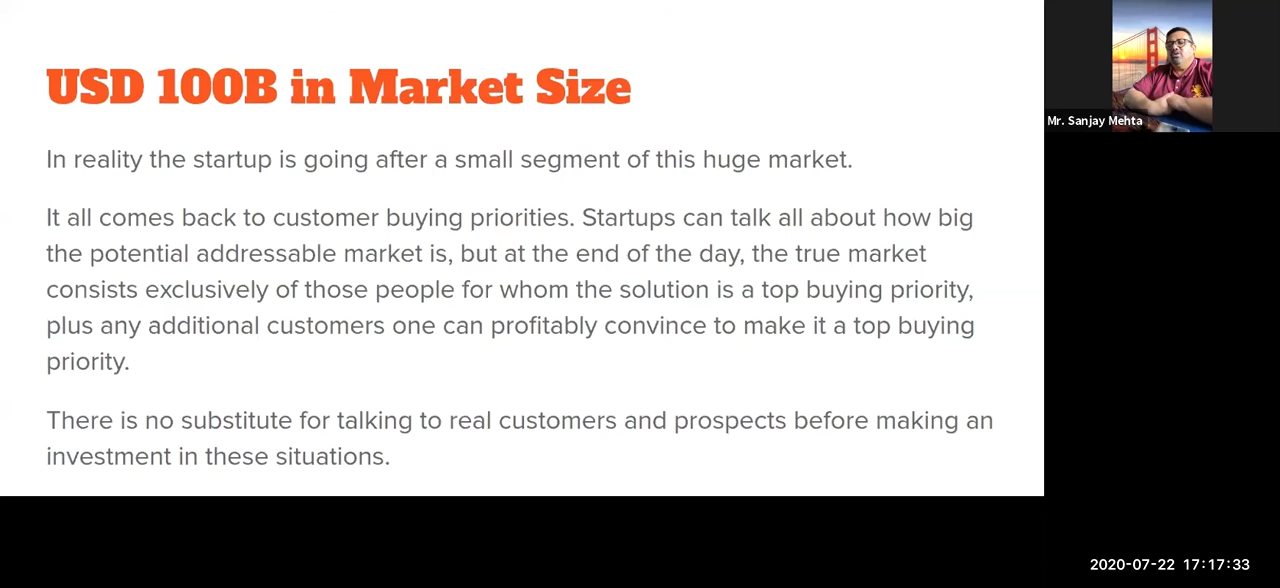 USD 100B in Market Size
In reality the startup is going after a small segment of this huge market.
It all comes back to customer buying priorities. Startups can talk all about how big
the potential addressable market is, but at the end of the day, the true market
consists exclusively of those people for whom the solution is a top buying priority,
plus any additional customers one can profitably convince to make it a top buying
priority.
There is no substitute for talking to real customers and prospects before making an
investment in these situations.
Mr. Sanjay Mehta
2020-07-22 17:17:33